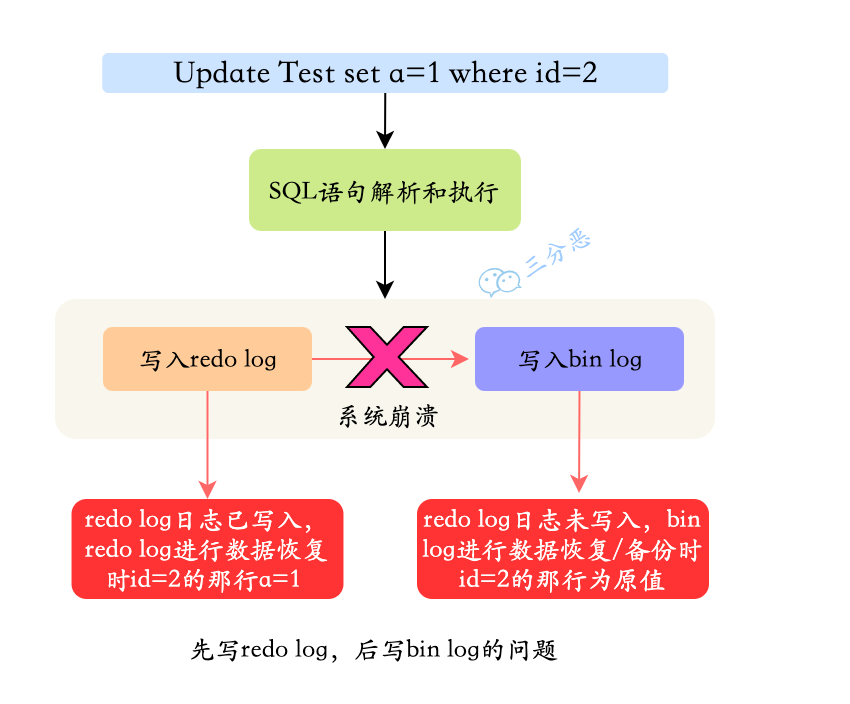 Update Test set a=1 where id=2
SQL语句解析和执行
三分恶
写入redo log
写入bin log
系统崩溃
redo log日志已写入，
redo log进行数据恢复
时id=2的那行a=1
redo log日志未写入，bin
log进行数据恢复/备份时
id=2的那行为原值
先写redo log，后写bin log的问题